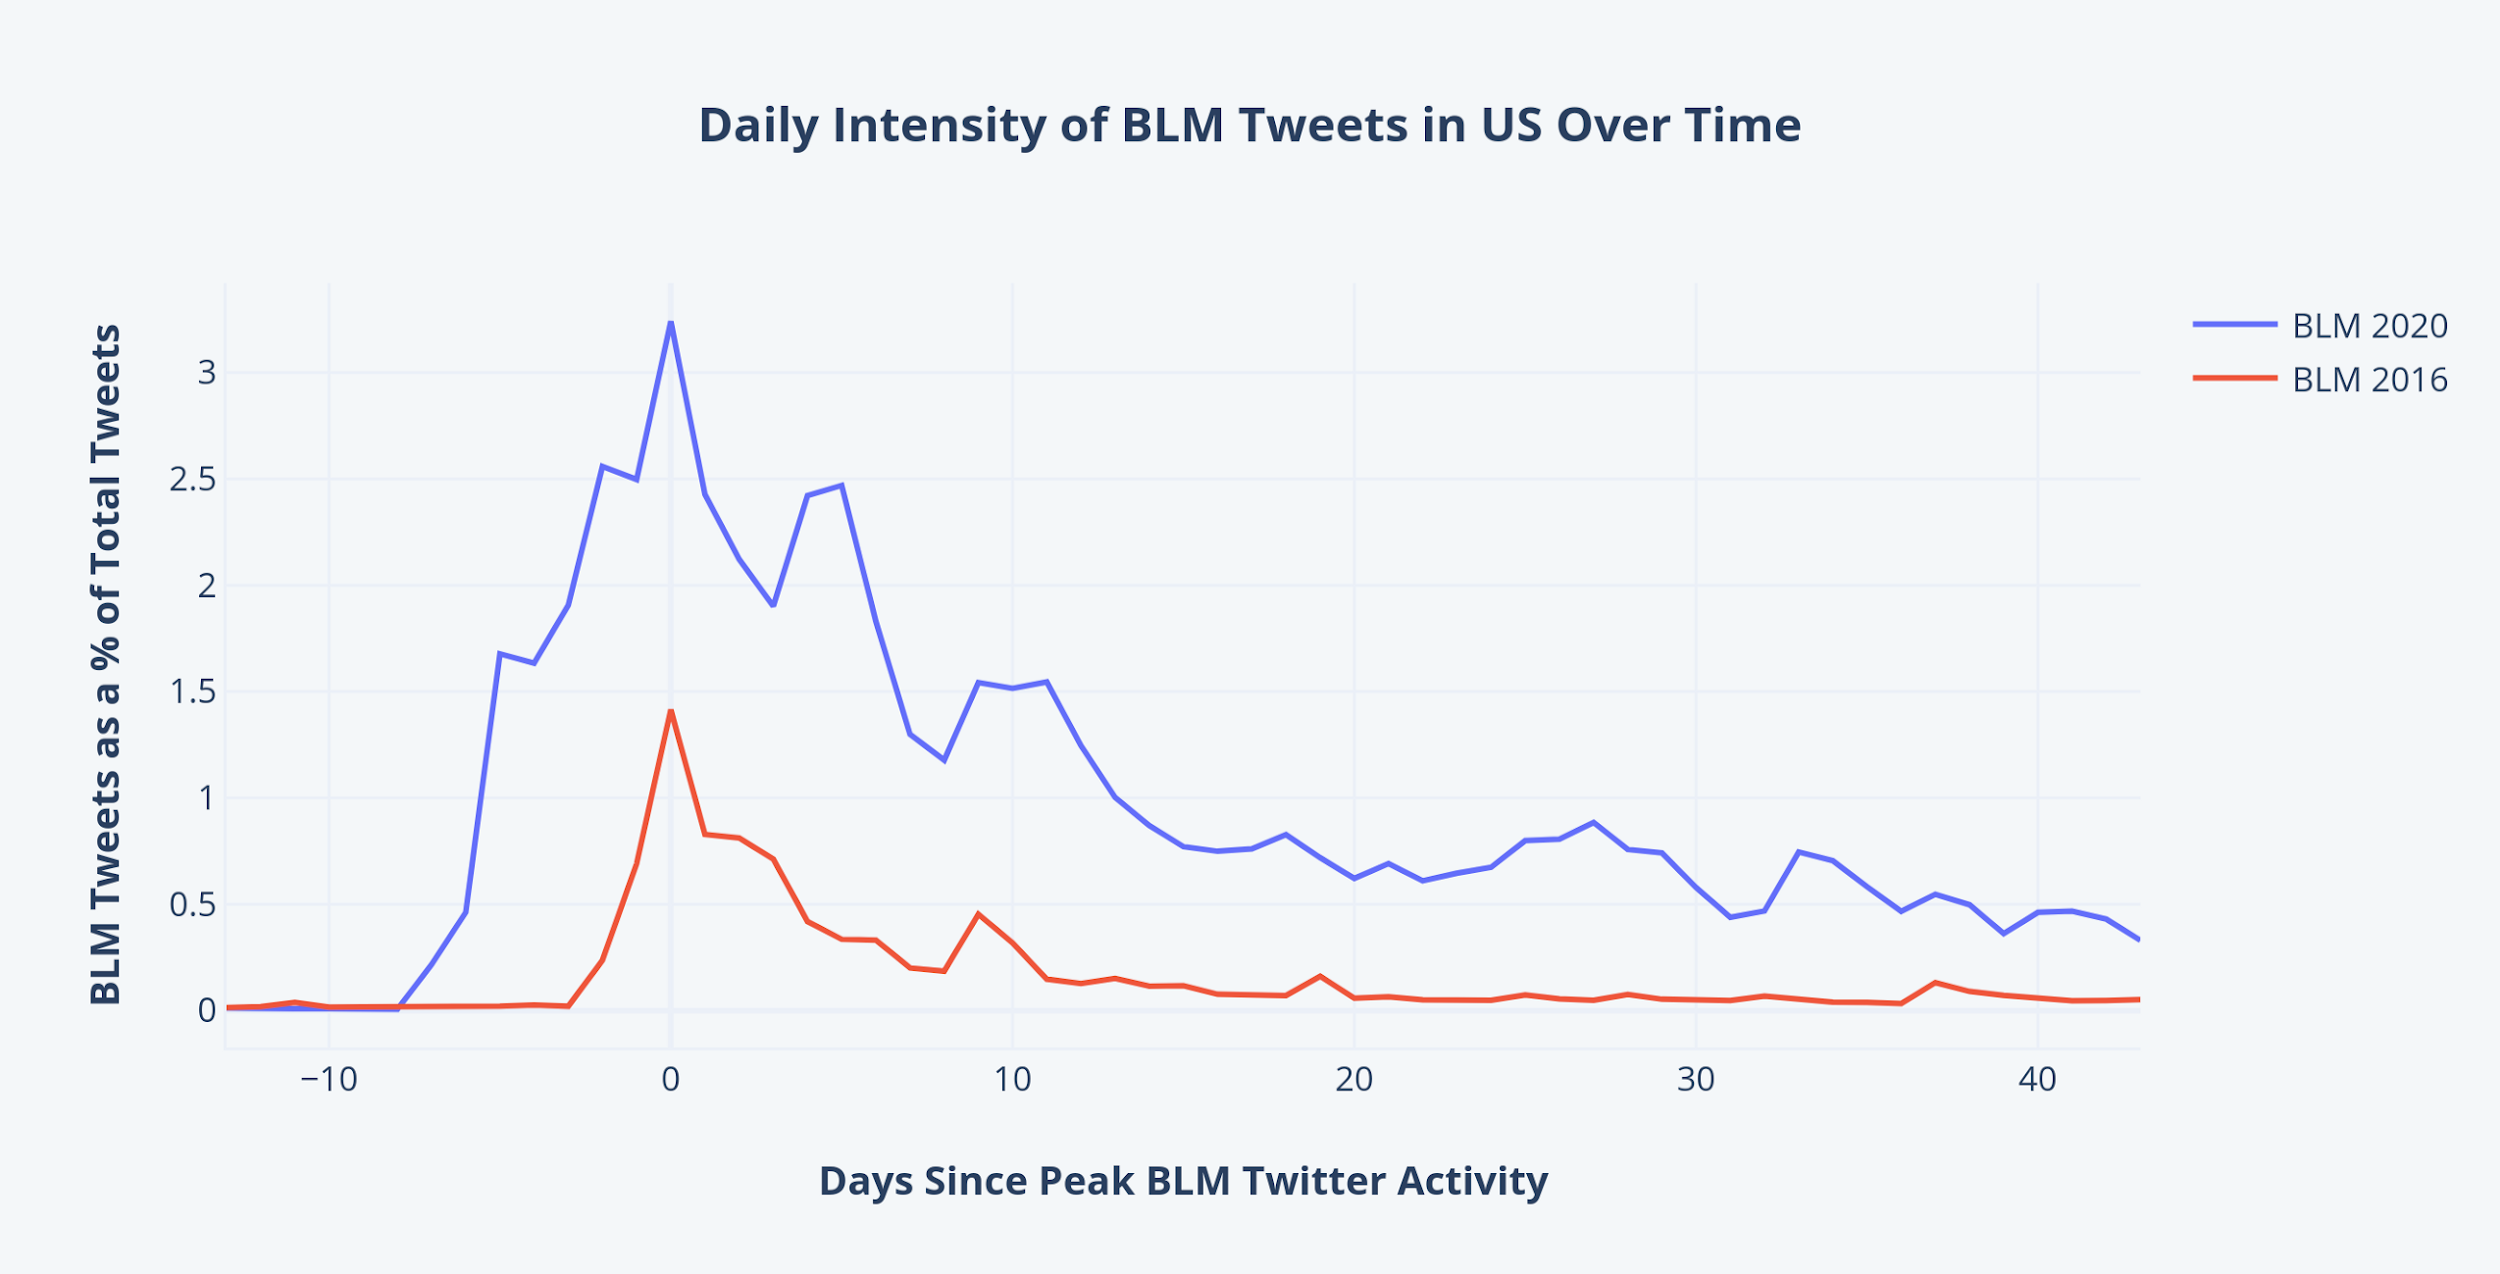 Daily Intensity of BLM Tweets in US Over Time
BLM Tweets as a % of Total Tweets
3
2.5
2
1.5
1
0.5
0
−10
0
10
20
30
40
Days Since Peak BLM Twitter Activity
BLM 2020
BLM 2016